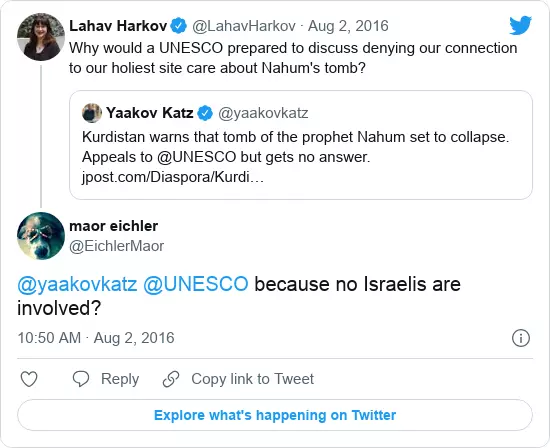 Lahav Harkov @LahavHarkov · Aug 2, 2016
Why would a UNESCO prepared to discuss denying our connection
to our holiest site care about Nahum's tomb?
Yaakov Katz @yaakovkatz
Kurdistan warns that tomb of the prophet Nahum set to collapse.
Appeals to @UNESCO but gets no answer.
jpost.com/Diaspora/Kurdi…
maor eichler
@EichlerMaor
@yaakovkatz @UNESCO because no Israelis are
involved?
10:50 AM · Aug 2, 2016
Reply Copy link to Tweet
Explore what's happening on Twitter